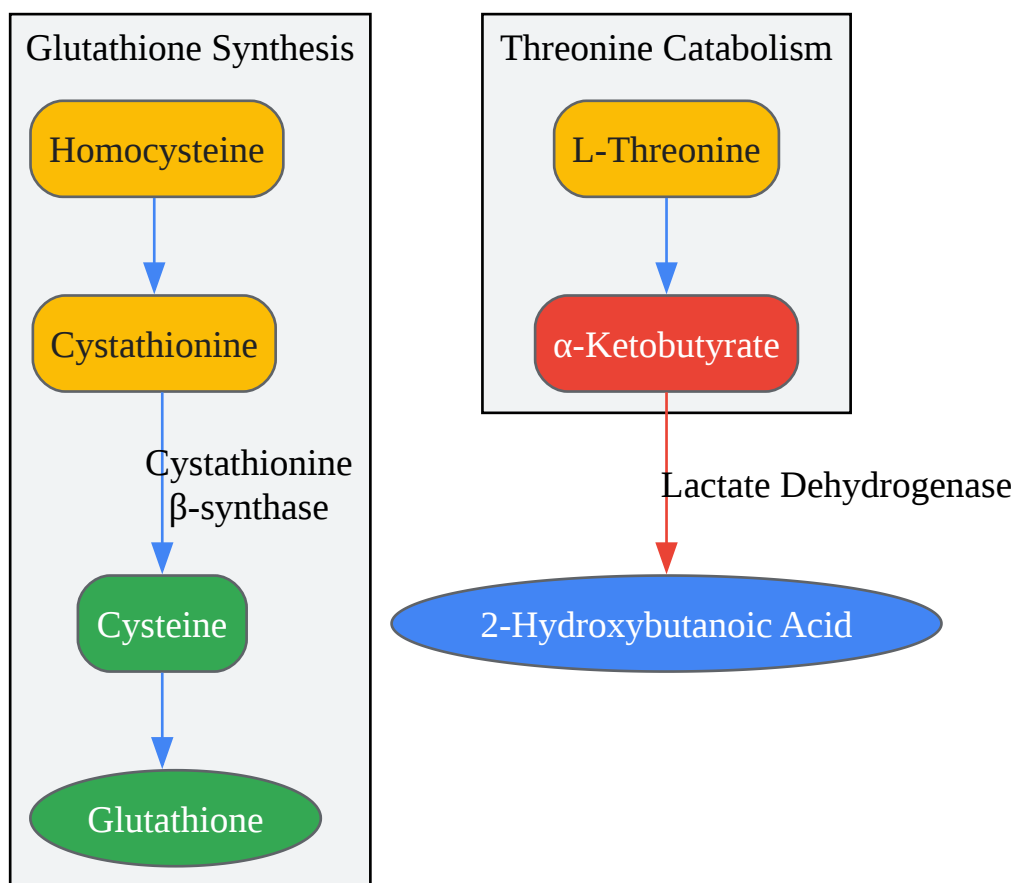 Glutathione Synthesis
Homocysteine
Cystathionine
Cystathionine
β-synthase
Cysteine
Glutathione
Threonine Catabolism
L-Threonine
α-Ketobutyrate
Lactate Dehydrogenase
2-Hydroxybutanoic Acid